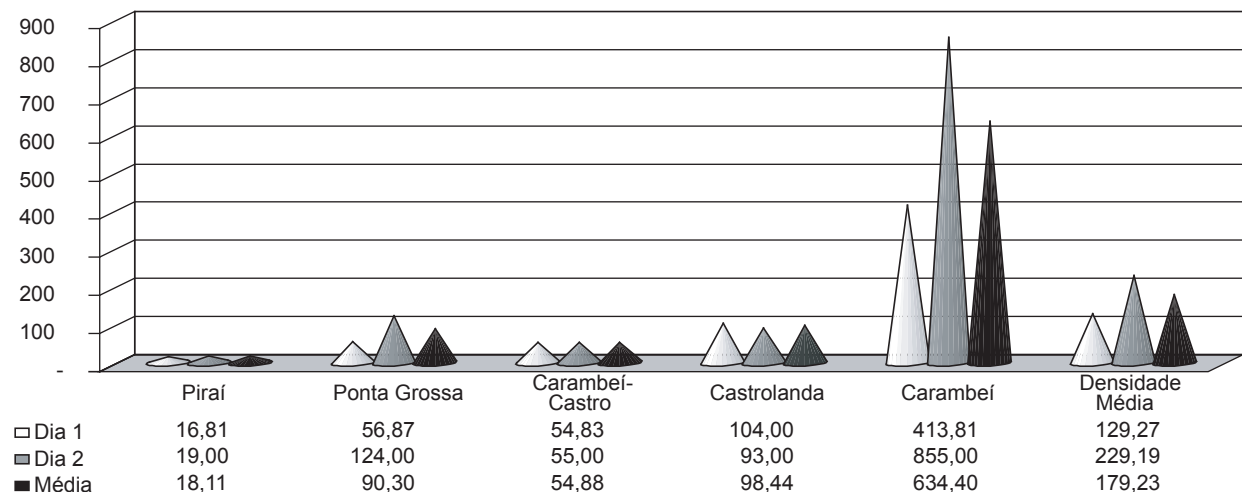 900
800
700
600
500
400
300
200
100
-
Piraí Ponta Grossa Carambeí-Castro Castrolanda Carambeí Densidade Média
Dia 1 16,81 56,87 54,83 104,00 413,81 129,27
Dia 2 19,00 124,00 55,00 93,00 855,00 229,19
Média 18,11 90,30 54,88 98,44 634,40 179,23